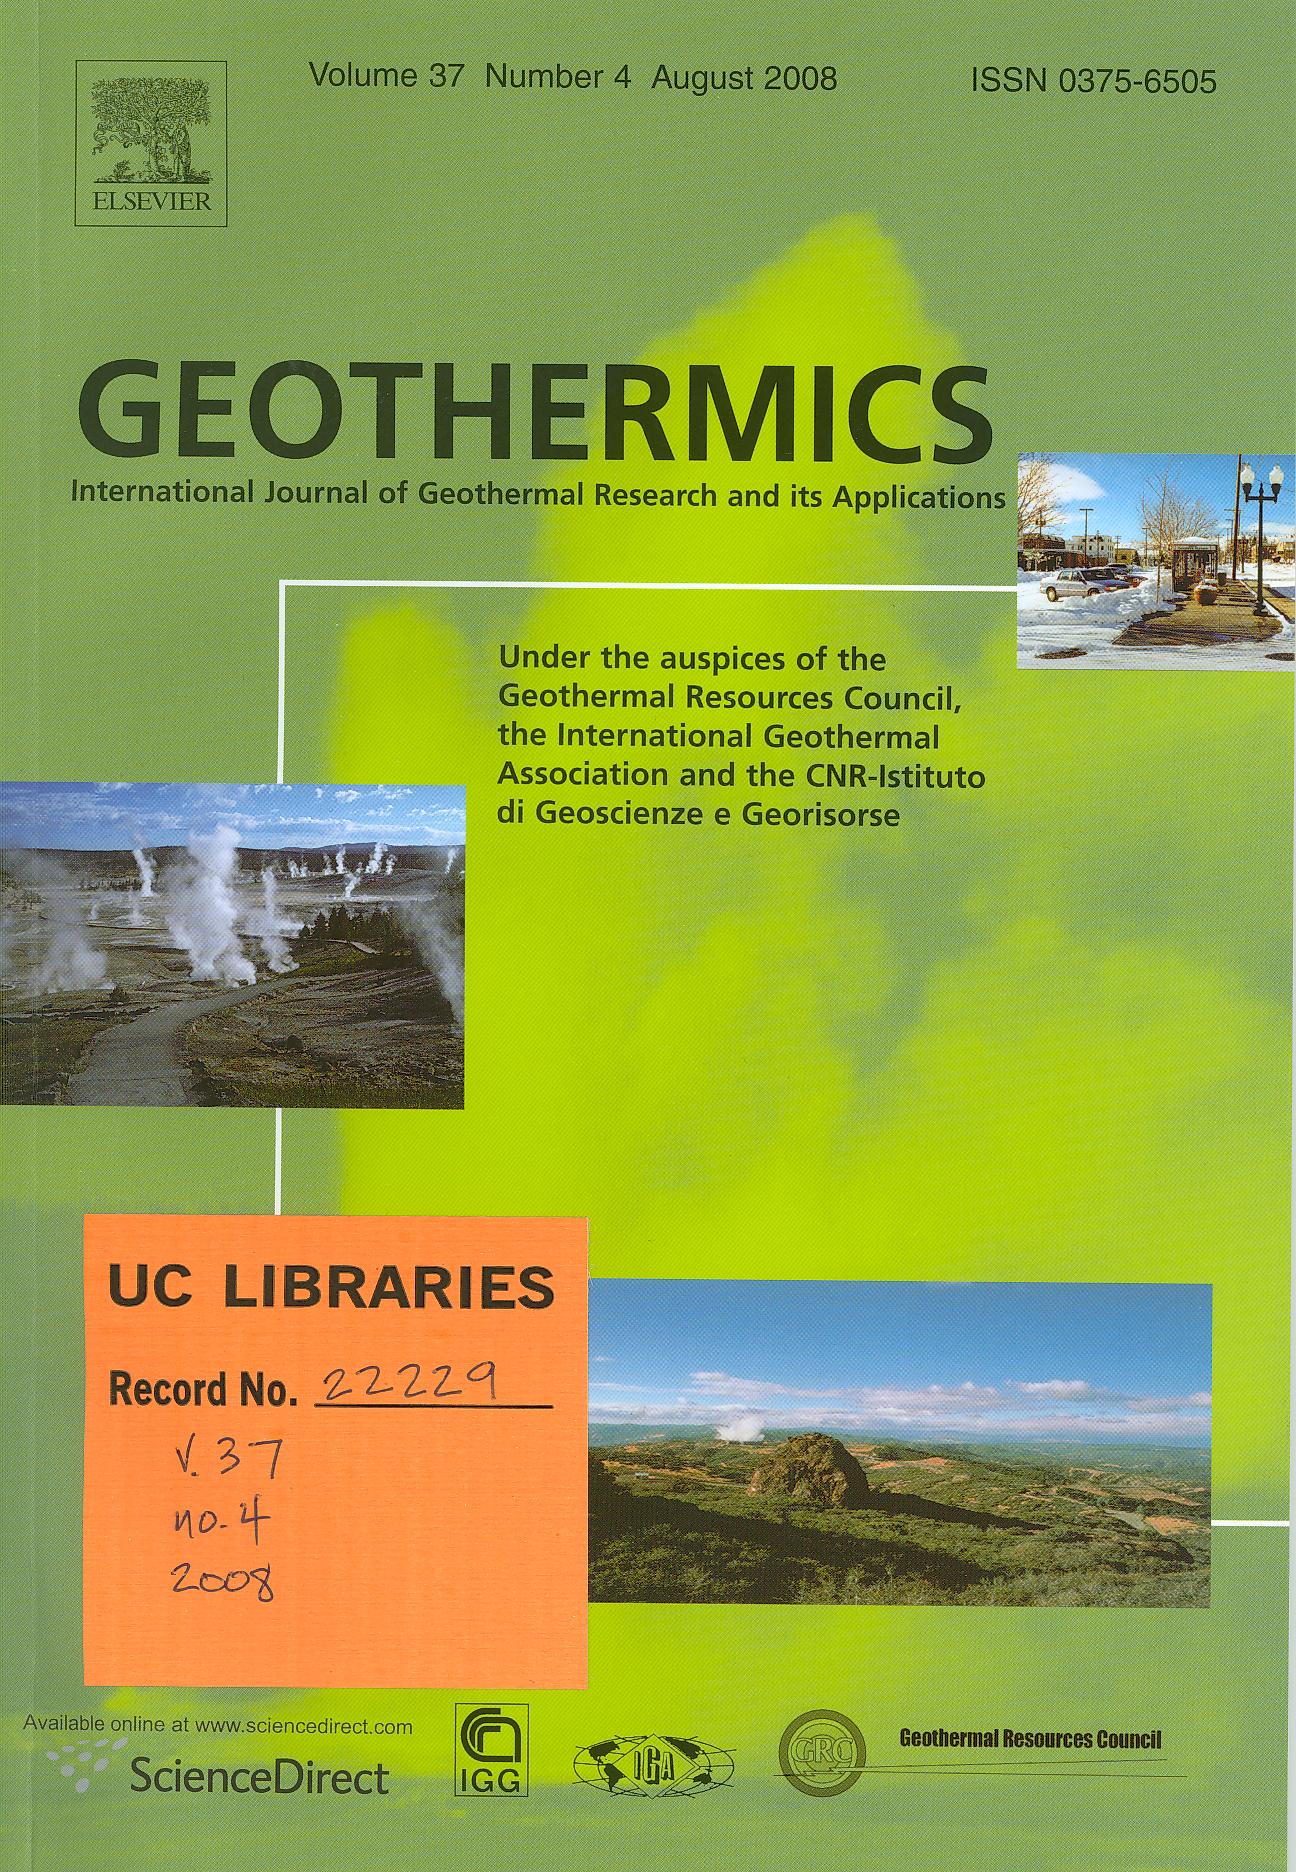 Volume 37 Number 4 August 2008
ISSN 0375-6505
ELSEVIER
GEOTHERMICS
International Journal of Geothermal Research and its Applications
Under the auspices of the
Geothermal Resources Council,
the International Geothermal
Association and the CNR-Istituto
di Geoscienze e Georisorse
UC LIBRARIES
Record No. 22229
v. 37
no. 4
2008
Available online at www.sciencedirect.com
ScienceDirect
IGG
IGA
GRC
Geothermal Resources Council